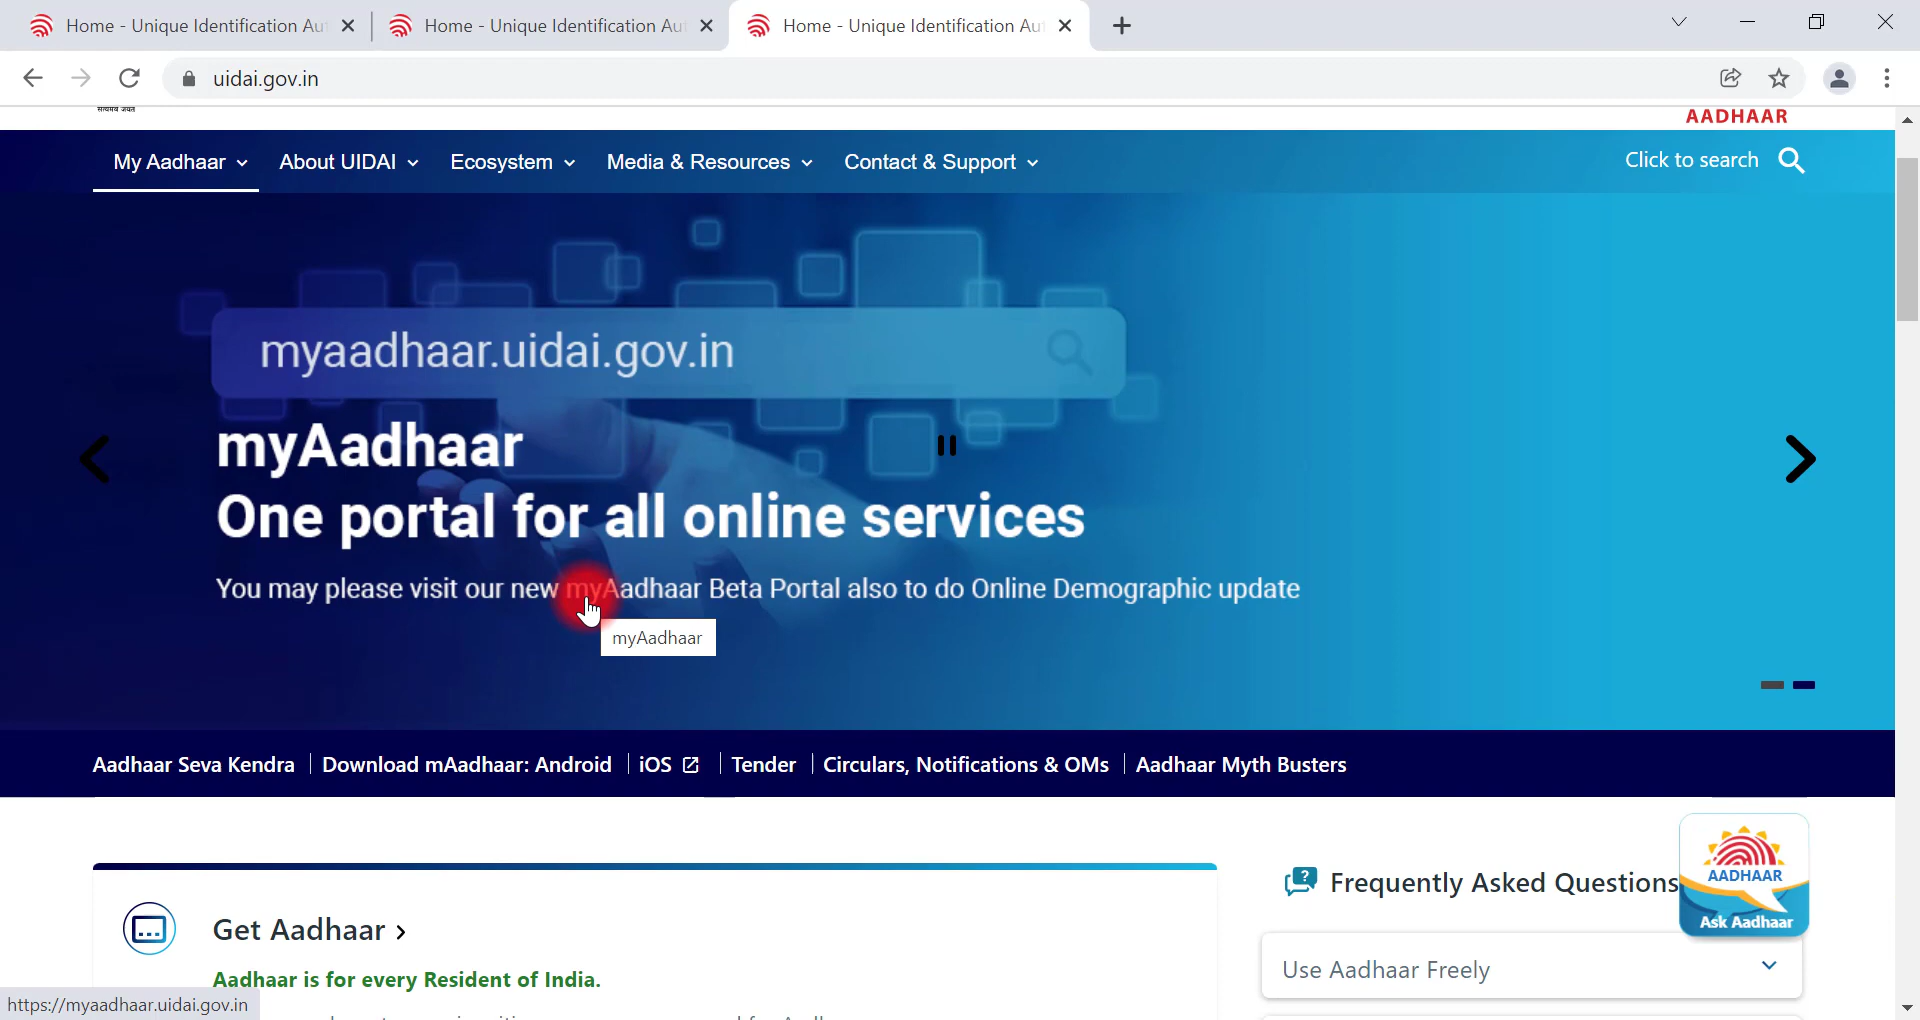 Home - Unique Identification Au
Home - Unique Identification Au
Home - Unique Identification Au
uidai.gov.in
सत्यमेव जयते
AADHAAR
My Aadhaar About UIDAI Ecosystem Media & Resources Contact & Support Click to search
myaadhaar.uidai.gov.in
myAadhaar
One portal for all online services
You may please visit our new myAadhaar Beta Portal also to do Online Demographic update
myAadhaar
Aadhaar Seva Kendra Download mAadhaar: Android iOS Tender Circulars, Notifications & OMs Aadhaar Myth Busters
Frequently Asked Questions
AADHAAR
Ask Aadhaar
Get Aadhaar >
Aadhaar is for every Resident of India.
Use Aadhaar Freely
https://myaadhaar.uidai.gov.in